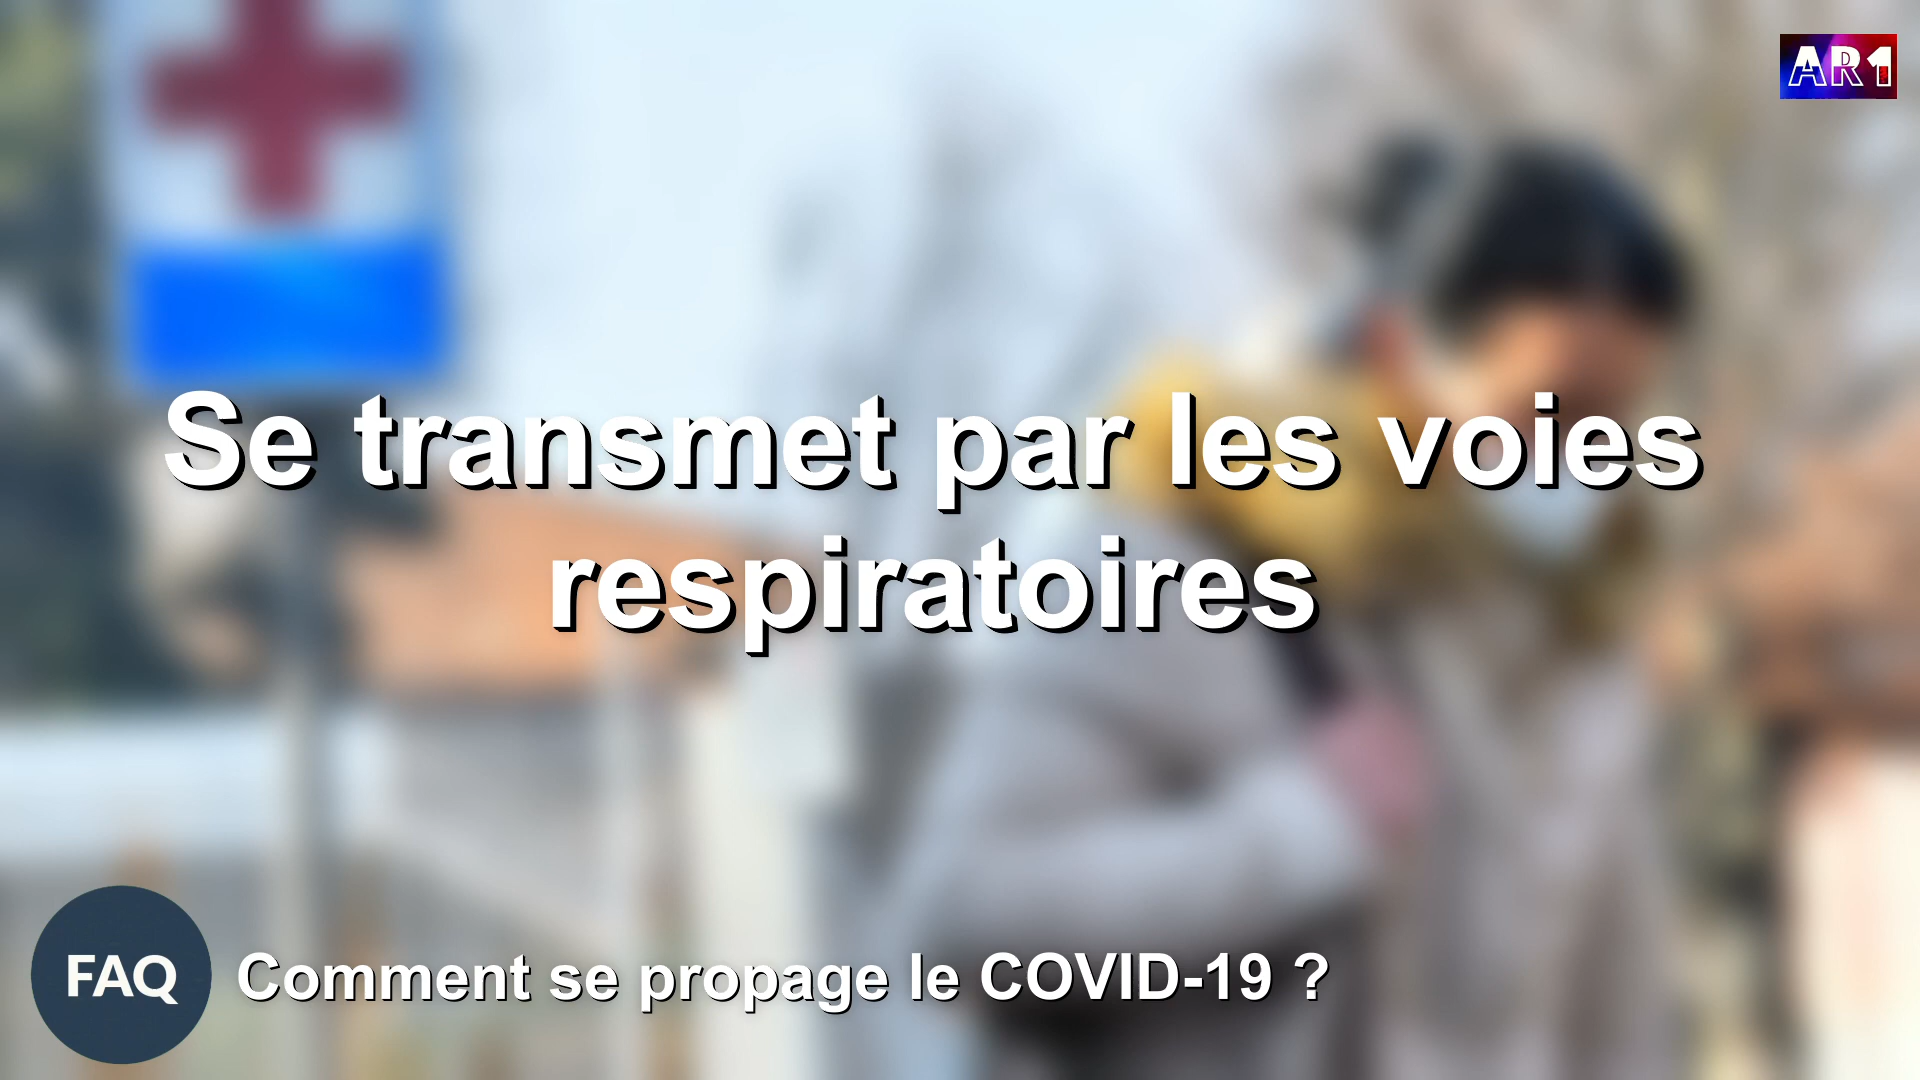 AR1
Se transmet par les voies
respiratoires
FAQ
Comment se propage le COVID-19 ?